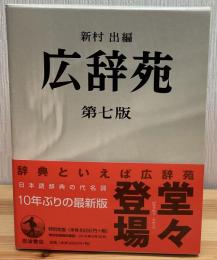 新村 出編
広辞苑
第七版
辞典といえば広辞苑
日本語辞典の代名詞
10年ぶりの最新版
堂々
登場
岩波書店